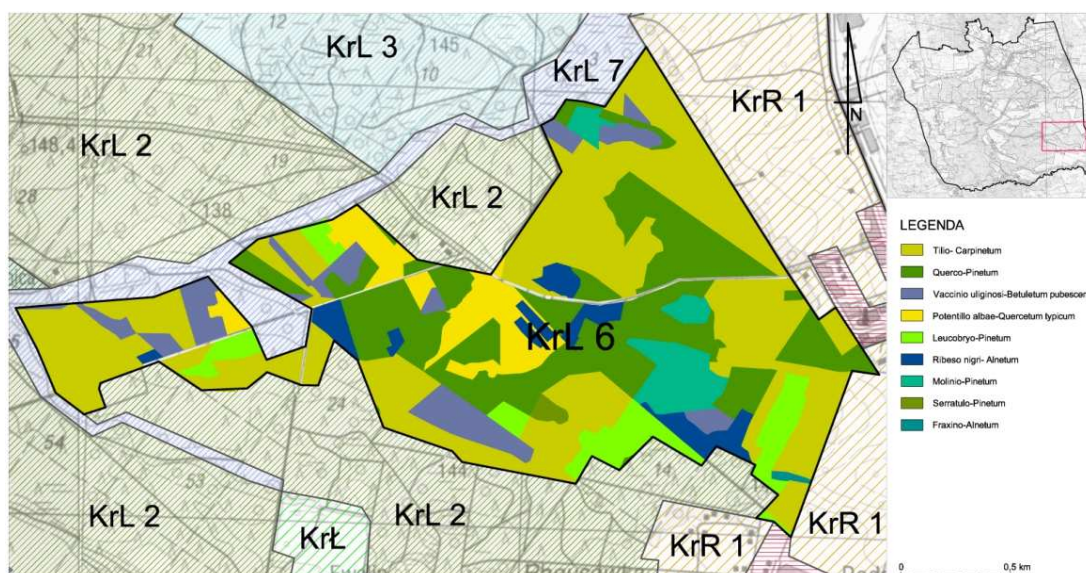 KrL 3
12
145
10
21
KrL 7
KrR 1
N
KrL 2
148,4
19
28
138
KrL 2
KrL 6
24
54
53
144
14
KrL 2
KrŁ
KrL 2
KrR 1
KrR 1
LEGENDA
Tilio- Carpinetum
Querco-Pinetum
Vaccinio uliginosi-Betuletum pubescen
Potentillo albae-Quercetum typicum
Leucobryo-Pinetum
Ribeso nigri- Alnetum
Molinio-Pinetum
Serratulo-Pinetum
Fraxino-Alnetum
0 0,5 km